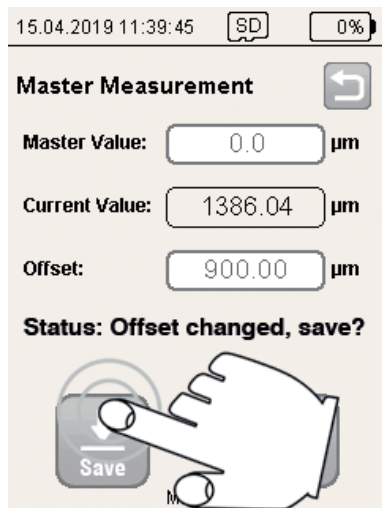 15.04.2019 11:39:45 SD 0%
Master Measurement
Master Value: 0.0 µm
Current Value: 1386.04 µm
Offset: 900.00 µm
Status: Offset changed, save?
Save
M